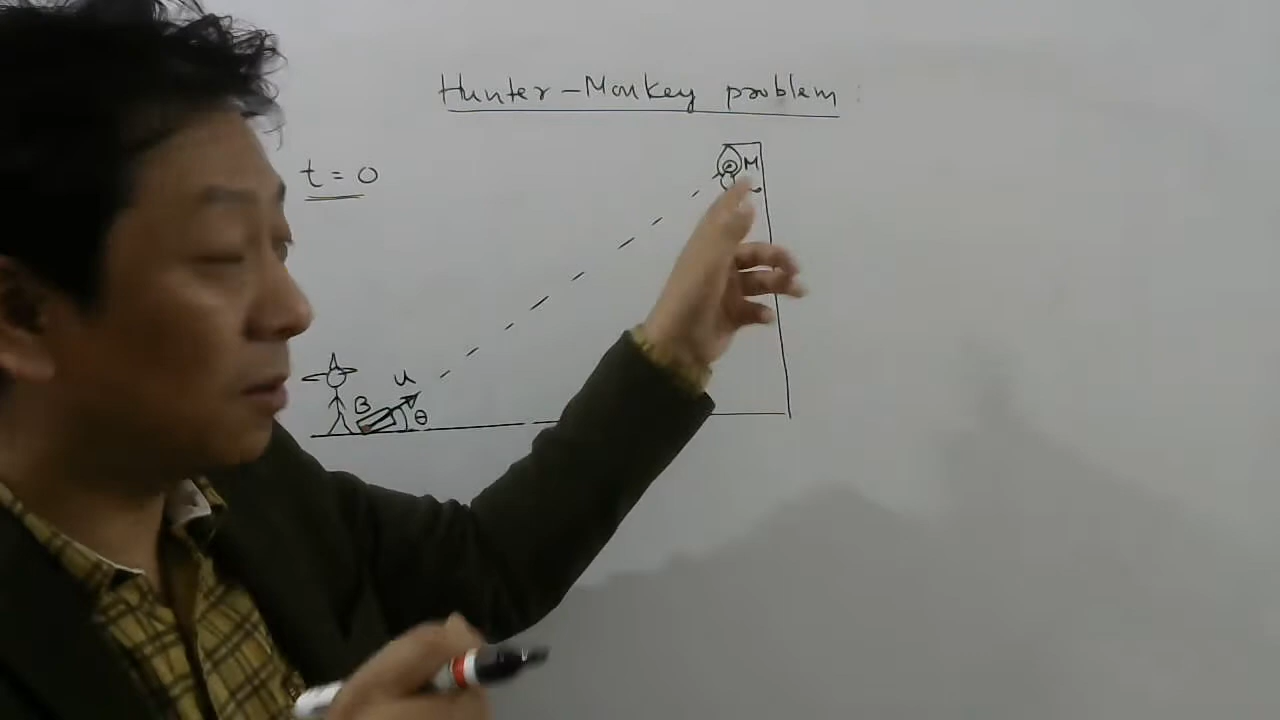 Hunter-Monkey problem :
t = 0
M
u
B
θ